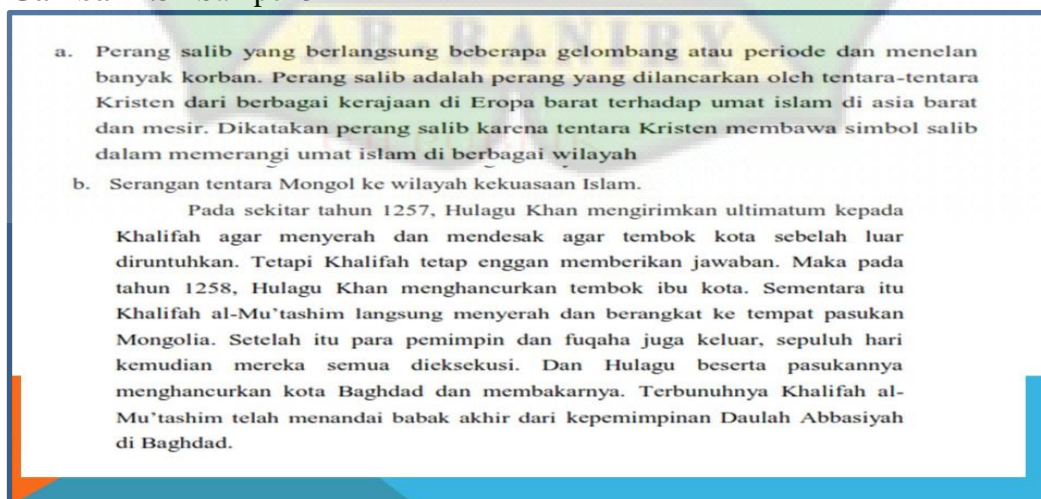 AR-RANIRY
a. Perang salib yang berlangsung beberapa gelombang atau periode dan menelan
banyak korban. Perang salib adalah perang yang dilancarkan oleh tentara-tentara
Kristen dari berbagai kerajaan di Eropa barat terhadap umat islam di asia barat
dan mesir. Dikatakan perang salib karena tentara Kristen membawa simbol salib
dalam memerangi umat islam di berbagai wilayah
b. Serangan tentara Mongol ke wilayah kekuasaan Islam.
Pada sekitar tahun 1257, Hulagu Khan mengirimkan ultimatum kepada
Khalifah agar menyerah dan mendesak agar tembok kota sebelah luar
diruntuhkan. Tetapi Khalifah tetap enggan memberikan jawaban. Maka pada
tahun 1258, Hulagu Khan menghancurkan tembok ibu kota. Sementara itu
Khalifah al-Mu’tashim langsung menyerah dan berangkat ke tempat pasukan
Mongolia. Setelah itu para pemimpin dan fuqaha juga keluar, sepuluh hari
kemudian mereka semua dieksekusi. Dan Hulagu beserta pasukannya
menghancurkan kota Baghdad dan membakarnya. Terbunuhnya Khalifah al-
Mu’tashim telah menandai babak akhir dari kepemimpinan Daulah Abbasiyah
di Baghdad.